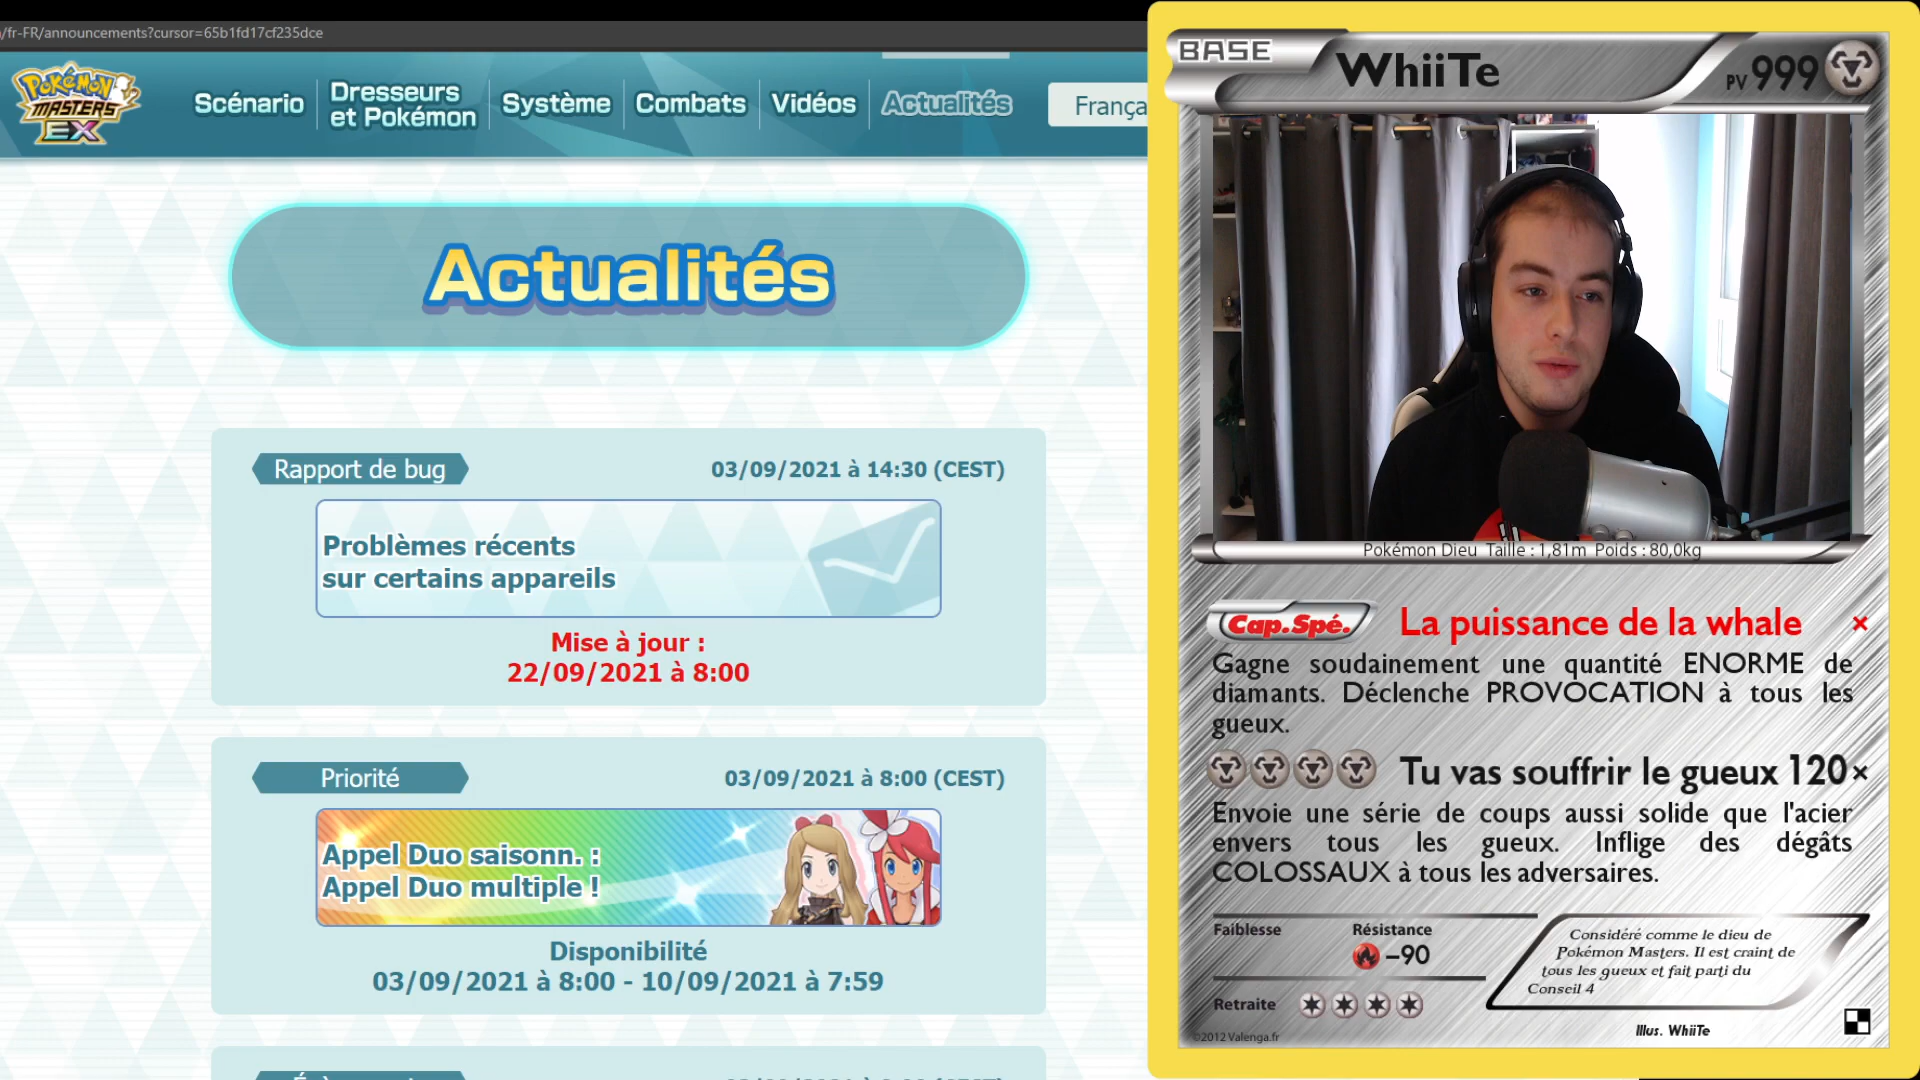 /fr-FR/announcements?cursor=65b1fd17cf235dce
POKÉMON
MASTERS
EX
Scénario
Dresseurs
et Pokémon
Système
Combats
Vidéos
Actualités
França
Actualités
Rapport de bug
03/09/2021 à 14:30 (CEST)
Problèmes récents
sur certains appareils
Mise à jour :
22/09/2021 à 8:00
Priorité
03/09/2021 à 8:00 (CEST)
Appel Duo saisonn. :
Appel Duo multiple !
Disponibilité
03/09/2021 à 8:00 - 10/09/2021 à 7:59
BASE
WhiiTe
PV 999
Pokémon Dieu Taille : 1,81m Poids : 80,0kg
Cap.Spé.
La puissance de la whale ×
Gagne soudainement une quantité ENORME de
diamants. Déclenche PROVOCATION à tous les
gueux.
Tu vas souffrir le gueux 120×
Envoie une série de coups aussi solide que l'acier
envers tous les gueux. Inflige des dégâts
COLOSSAUX à tous les adversaires.
Faiblesse
Résistance
–90
Retraite
Considéré comme le dieu de
Pokémon Masters. Il est craint de
tous les gueux et fait parti du
Conseil 4
Illus. WhiiTe
©2012 Valenga.fr